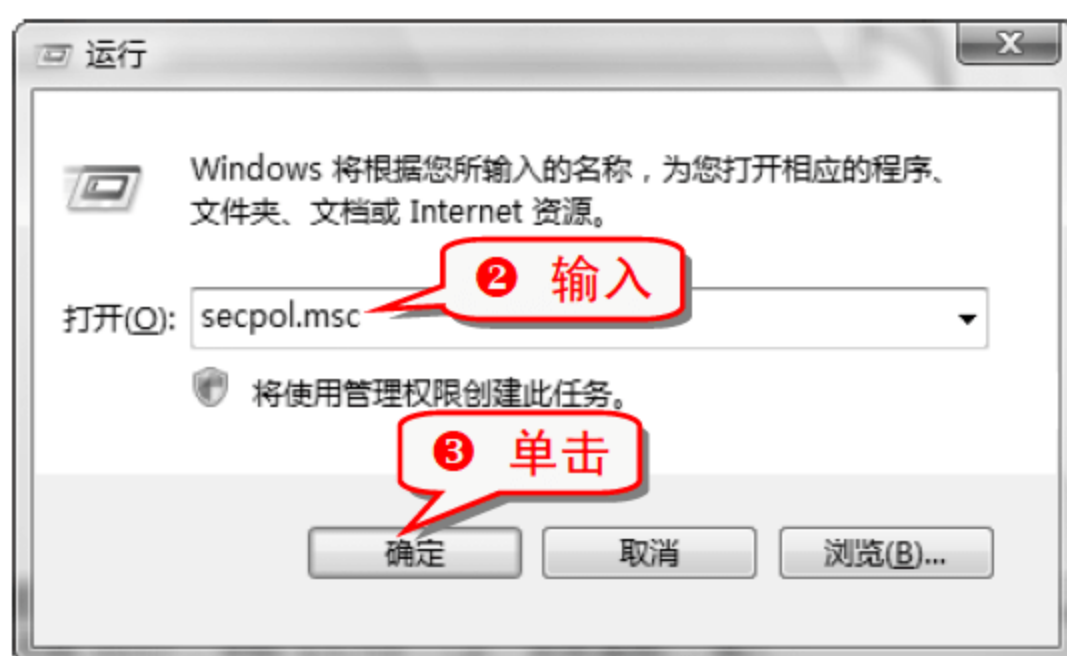 运行
Windows 将根据您所输入的名称，为您打开相应的程序、
文件夹、文档或 Internet 资源。
❷ 输入
打开(O): secpol.msc
将使用管理权限创建此任务。
❸ 单击
确定 取消 浏览(B)...